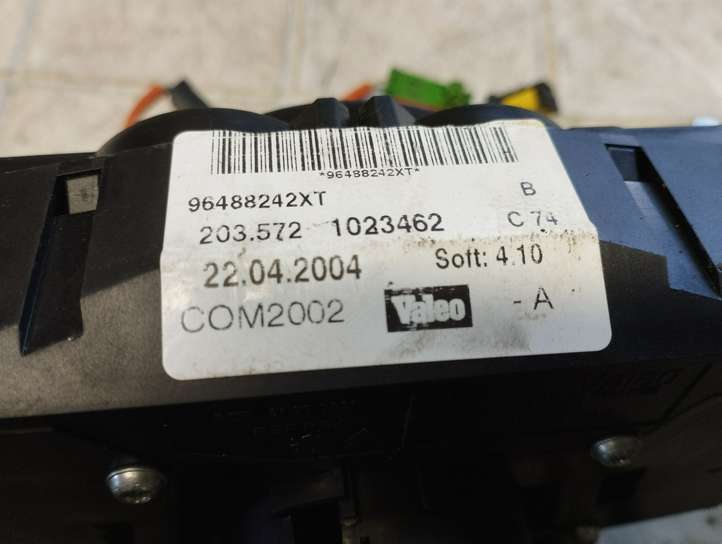 *96488242XT*
96488242XT B
203.572 1023462 C 74
22.04.2004 Soft: 4.10
COM2002 Valeo - A